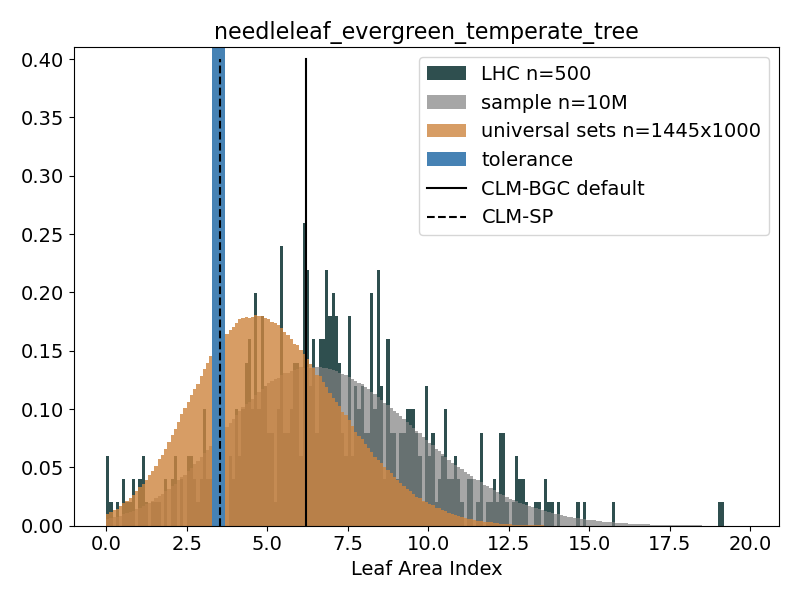 needleleaf_evergreen_temperate_tree
0.40
0.35
0.30
0.25
0.20
0.15
0.10
0.05
0.00
LHC n=500
sample n=10M
universal sets n=1445x1000
tolerance
CLM-BGC default
CLM-SP
0.0 2.5 5.0 7.5 10.0 12.5 15.0 17.5 20.0
Leaf Area Index